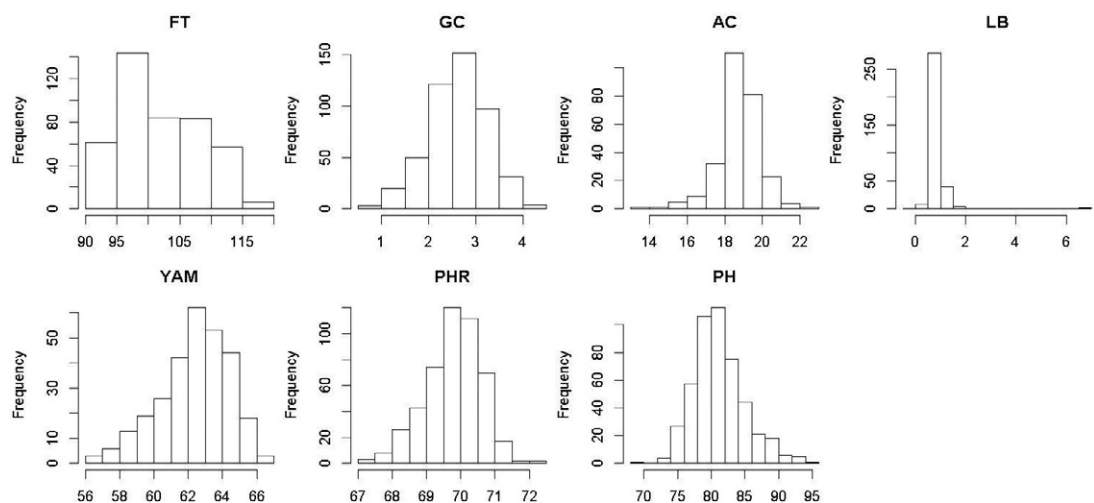 FT
Frequency
0 40 80 120
90 95 105 115
GC
Frequency
0 50 100 150
1 2 3 4
AC
Frequency
0 20 40 60 80
14 16 18 20 22
LB
Frequency
0 50 150 250
0 2 4 6
YAM
Frequency
0 10 30 50
56 58 60 62 64 66
PHR
Frequency
0 20 60 100
67 68 69 70 71 72
PH
Frequency
0 20 40 60 80
70 75 80 85 90 95